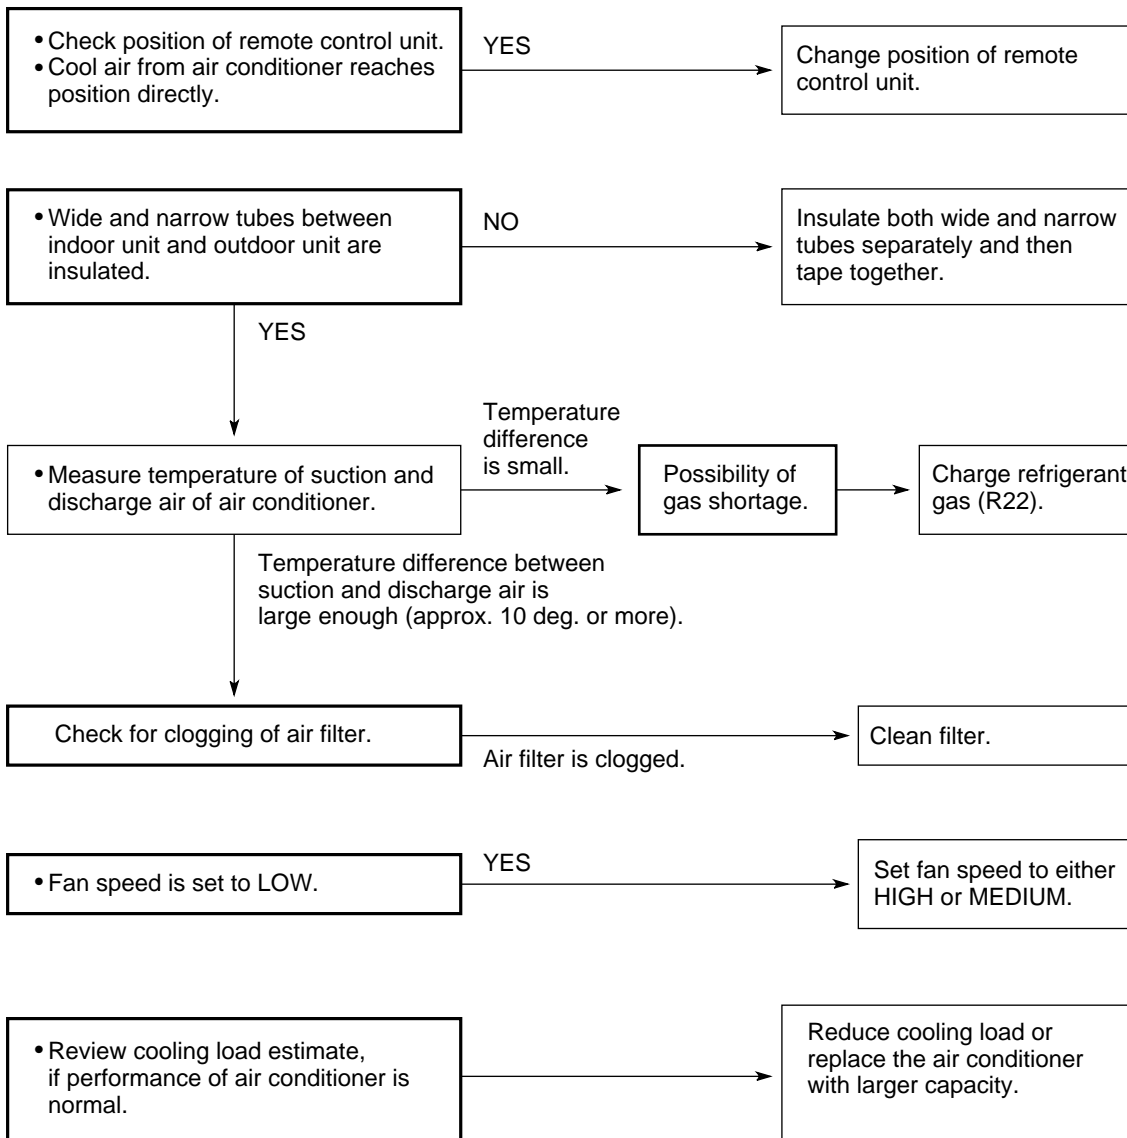 • Check position of remote control unit.
• Cool air from air conditioner reaches
position directly.
YES
Change position of remote
control unit.
• Wide and narrow tubes between
indoor unit and outdoor unit are
insulated.
NO
Insulate both wide and narrow
tubes separately and then
tape together.
YES
Temperature
difference
is small.
• Measure temperature of suction and
discharge air of air conditioner.
Possibility of
gas shortage.
Charge refrigerant
gas (R22).
Temperature difference between
suction and discharge air is
large enough (approx. 10 deg. or more).
Check for clogging of air filter.
Air filter is clogged.
Clean filter.
• Fan speed is set to LOW.
YES
Set fan speed to either
HIGH or MEDIUM.
• Review cooling load estimate,
if performance of air conditioner is
normal.
Reduce cooling load or
replace the air conditioner
with larger capacity.